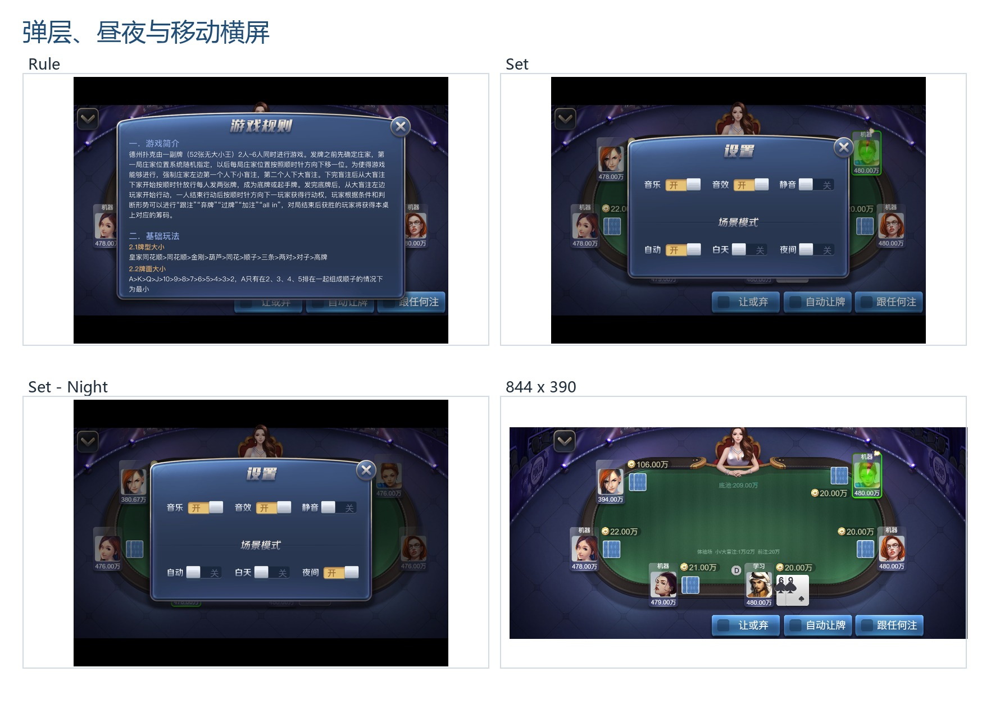 弹层、昼夜与移动横屏
Rule
游戏规则
一．游戏简介
德州扑克由一副牌（52张无大小王）2人~6人同时进行游戏。发牌之前先确定庄家，第
一局庄家位置系统随机指定，以后每局庄家位置按照顺时针方向下移一位。为使得游戏
能够进行，强制庄家左边第一个人下小盲注，第二个人下大盲注。下完盲注后从大盲注
下家开始按顺时针放行每人发两张牌，成为底牌或起手牌。发完底牌后，从大盲注左边
玩家开始行动，一人结束行动后按顺时针方向下一玩家获得行动权，玩家根据条件和判
断形势可以进行“跟注”“弃牌”“过牌”“加注”“all in”，对局结束后获胜的玩家将获得本桌
上对应的筹码。
二．基础玩法
2.1牌型大小
皇家同花顺>同花顺>金刚>葫芦>同花>顺子>三条>两对>对子>高牌
2.2牌面大小
A>K>Q>J>10>9>8>7>6>5>4>3>2，A只有在2、3、4、5排在一起组成顺子的情况下
为最小
机器
478.00万
机器
80.00万
让或弃
自动让牌
跟任何注
Set
设置
音乐 开 音效 开 静音 关
场景模式
自动 开 白天 关 夜间 关
478.00万
机器
480.00万
机器
22.0
478.00万
0.00万
机器
480.00万
479.00万
480.00万
让或弃
自动让牌
跟任何注
Set - Night
设置
音乐 开 音效 开 静音 关
场景模式
自动 关 白天 关 夜间 开
380.67万
476.00万
476.00万
476.00万
478.00万
844 x 390
106.00万
394.00万
底池:209.00万
机器
20.00万
480.00万
机器
22.00万
478.00万
20.00万
机器
480.00万
体验场 小/大盲注:1万/2万 前注:20万
机器
21.00万
479.00万
D
学习
20.00万
6 9
480.00万
让或弃
自动让牌
跟任何注